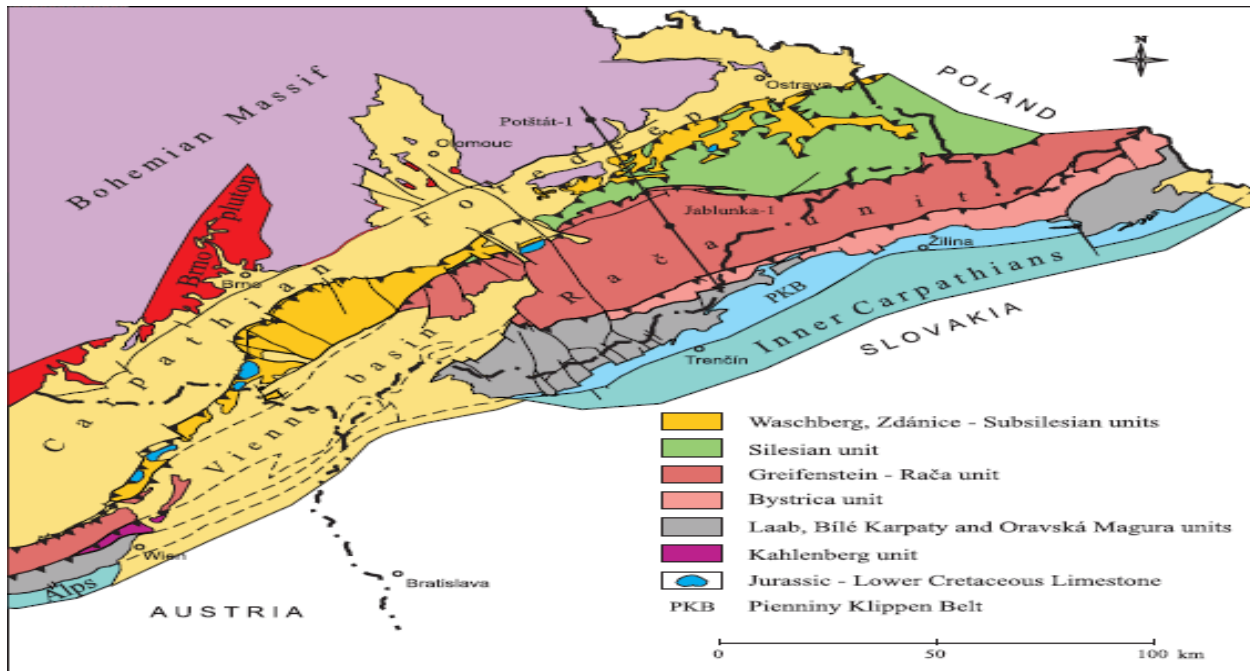 N
POLAND
Ostrava
Bohemian Massif
Potštát-1
Olomouc
Carpathian Foredeep
Brno pluton
Brno
Jablunka-1
Rača unit
Žilina
PKB
Inner Carpathians
SLOVAKIA
Trenčín
Vienna basin
Wien
Alps
AUSTRIA
Bratislava
Waschberg, Zdánice - Subsilesian units
Silesian unit
Greifenstein - Rača unit
Bystrica unit
Laab, Bílé Karpaty and Oravská Magura units
Kahlenberg unit
Jurassic - Lower Cretaceous Limestone
PKB Pienniny Klippen Belt
0 50 100 km